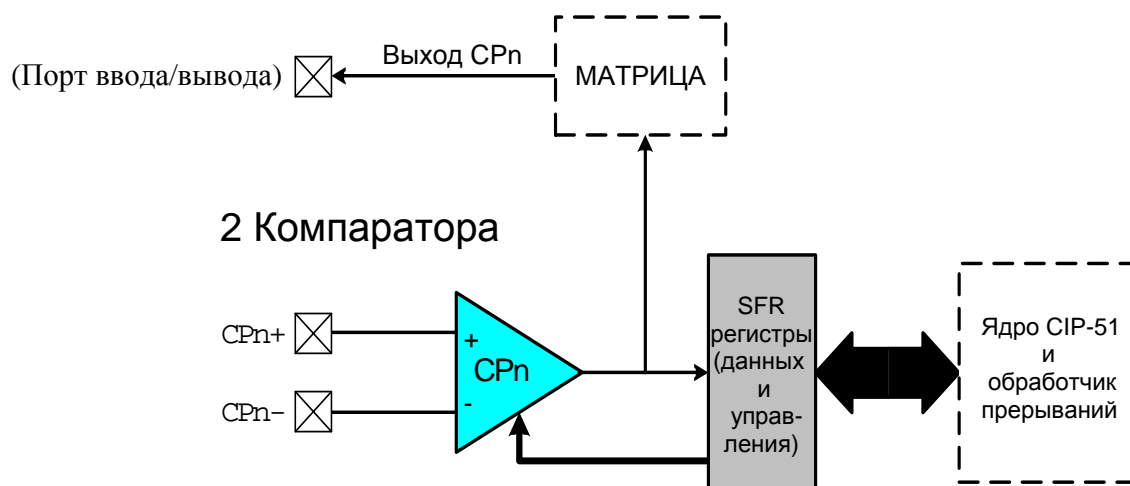 (Порт ввода/вывода)
Выход CPn
МАТРИЦА
2 Компаратора
CPn+
CPn-
+
CPn
-
SFR
регистры
(данных
и
управ-
ления)
Ядро CIP-51
и
обработчик
прерываний